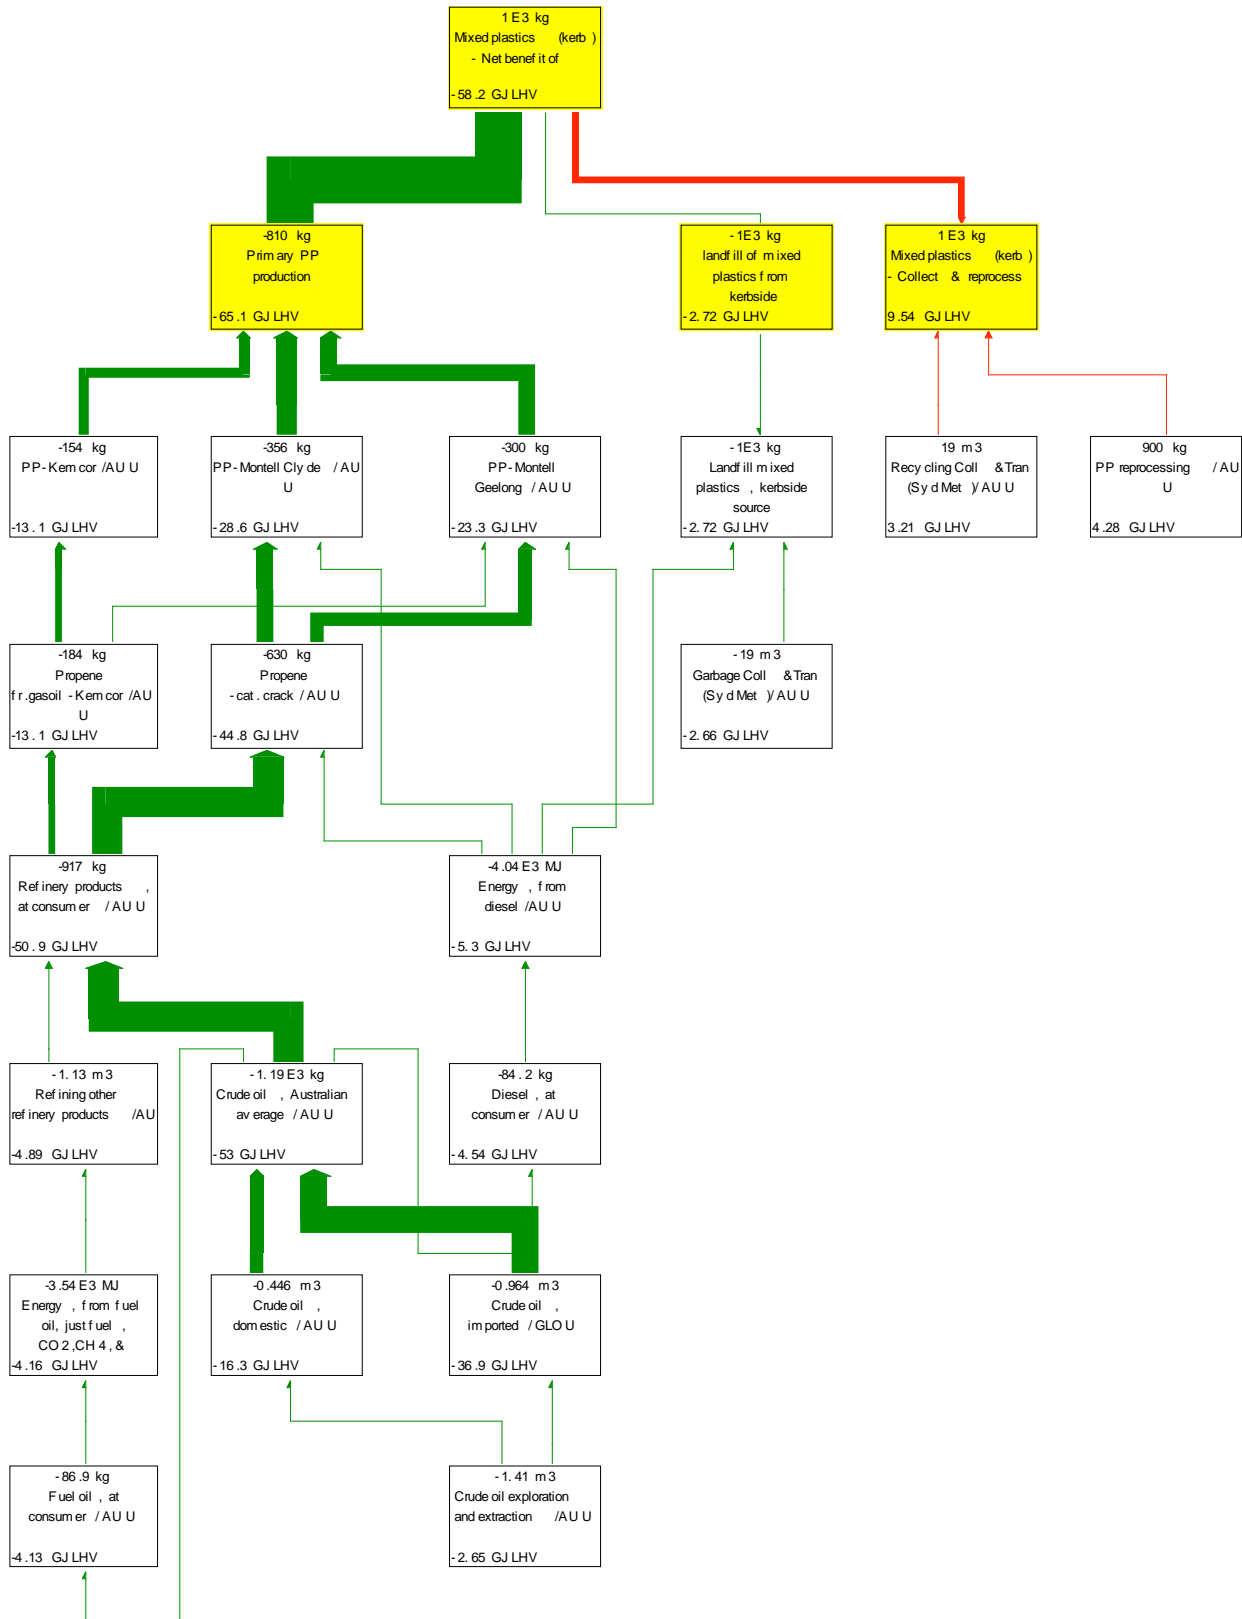 1 E3 kg
Mixed plastics (kerb )
- Net benefit of
-58.2 GJ LHV
-810 kg
Primary PP
production
-65.1 GJ LHV
-1E3 kg
landfill of mixed
plastics from
kerbside
-2.72 GJ LHV
1 E3 kg
Mixed plastics (kerb )
- Collect & reprocess
9.54 GJ LHV
-154 kg
PP-Kemcor /AU U
-13.1 GJ LHV
-356 kg
PP-Montell Clyde /AU
U
-28.6 GJ LHV
-300 kg
PP-Montell
Geelong /AU U
-23.3 GJ LHV
-1E3 kg
Landfill mixed
plastics , kerbside
source
-2.72 GJ LHV
19 m3
Recycling Coll &Tran
(Syd Met )/ AU U
3.21 GJ LHV
900 kg
PP reprocessing /AU
U
4.28 GJ LHV
-184 kg
Propene
fr.gasoil -Kemcor /AU
U
-13.1 GJ LHV
-630 kg
Propene
-cat. crack /AU U
-44.8 GJ LHV
-19 m3
Garbage Coll &Tran
(Syd Met )/ AU U
-2.66 GJ LHV
-917 kg
Refinery products ,
at consumer /AU U
-50.9 GJ LHV
-4.04 E3 MJ
Energy , from
diesel /AU U
-5.3 GJ LHV
-1.13 m3
Refining other
refinery products /AU
-4.89 GJ LHV
-1.19 E3 kg
Crude oil , Australian
average /AU U
-53 GJ LHV
-84.2 kg
Diesel , at
consumer /AU U
-4.54 GJ LHV
-3.54 E3 MJ
Energy , from fuel
oil, just fuel ,
CO2 ,CH4 , &
-4.16 GJ LHV
-0.446 m3
Crude oil ,
domestic /AU U
-16.3 GJ LHV
-0.964 m3
Crude oil ,
imported /GLO U
-36.9 GJ LHV
-86.9 kg
Fuel oil , at
consumer /AU U
-4.13 GJ LHV
-1.41 m3
Crude oil exploration
and extraction /AU U
-2.65 GJ LHV